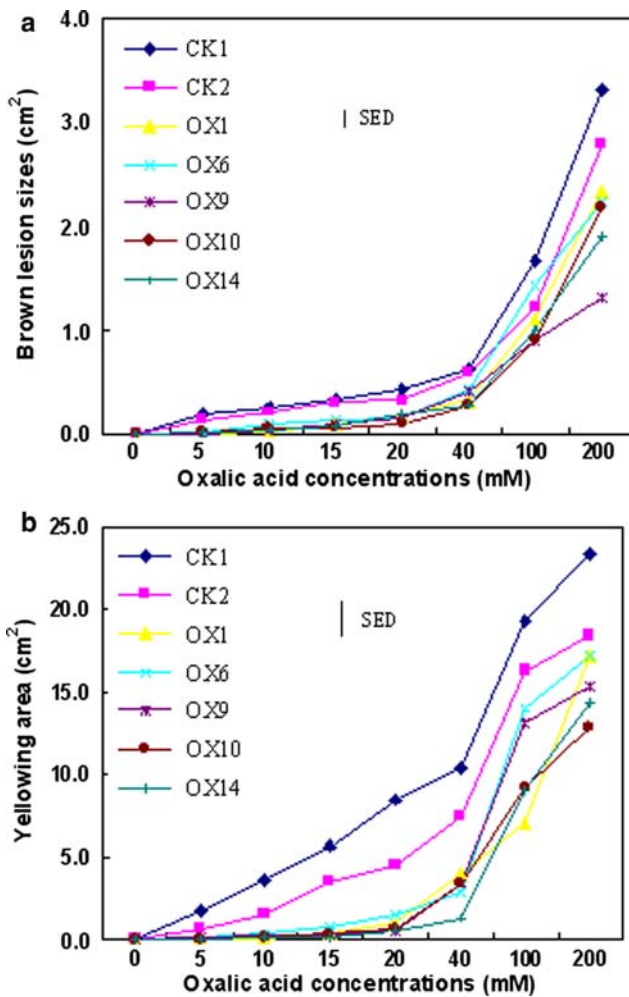 a
4.0
3.0
2.0
1.0
0.0
Brown lesion sizes (cm2)
CK1
CK2
OX1
OX6
OX9
OX10
OX14
SED
0 5 10 15 20 40 100 200
Oxalic acid concentrations (mM)
b
25.0
20.0
15.0
10.0
5.0
0.0
Yellowing area (cm2)
CK1
CK2
OX1
OX6
OX9
OX10
OX14
SED
0 5 10 15 20 40 100 200
Oxalic acid concentrations (mM)